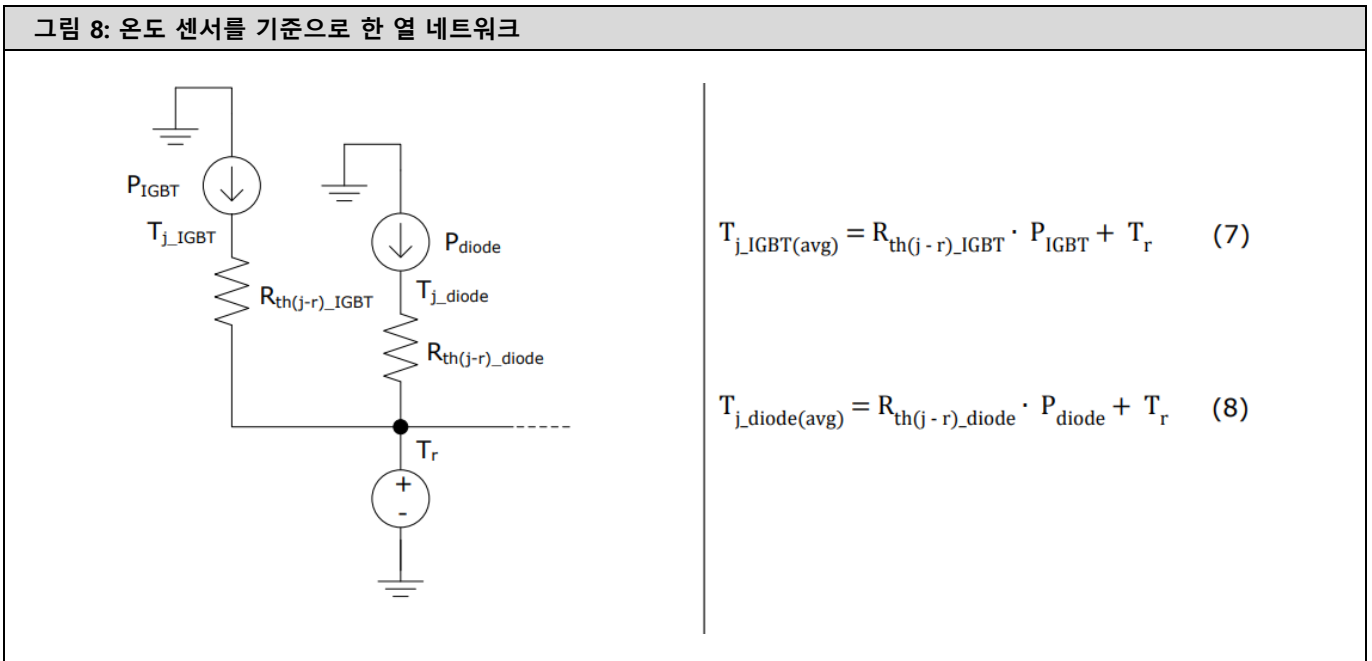 그림 8: 온도 센서를 기준으로 한 열 네트워크
P_IGBT
T_j_IGBT
R_th(j-r)_IGBT
P_diode
T_j_diode
R_th(j-r)_diode
T_r
+
-
T_j_IGBT(avg) = R_th(j - r)_IGBT · P_IGBT + T_r (7)
T_j_diode(avg) = R_th(j - r)_diode · P_diode + T_r (8)